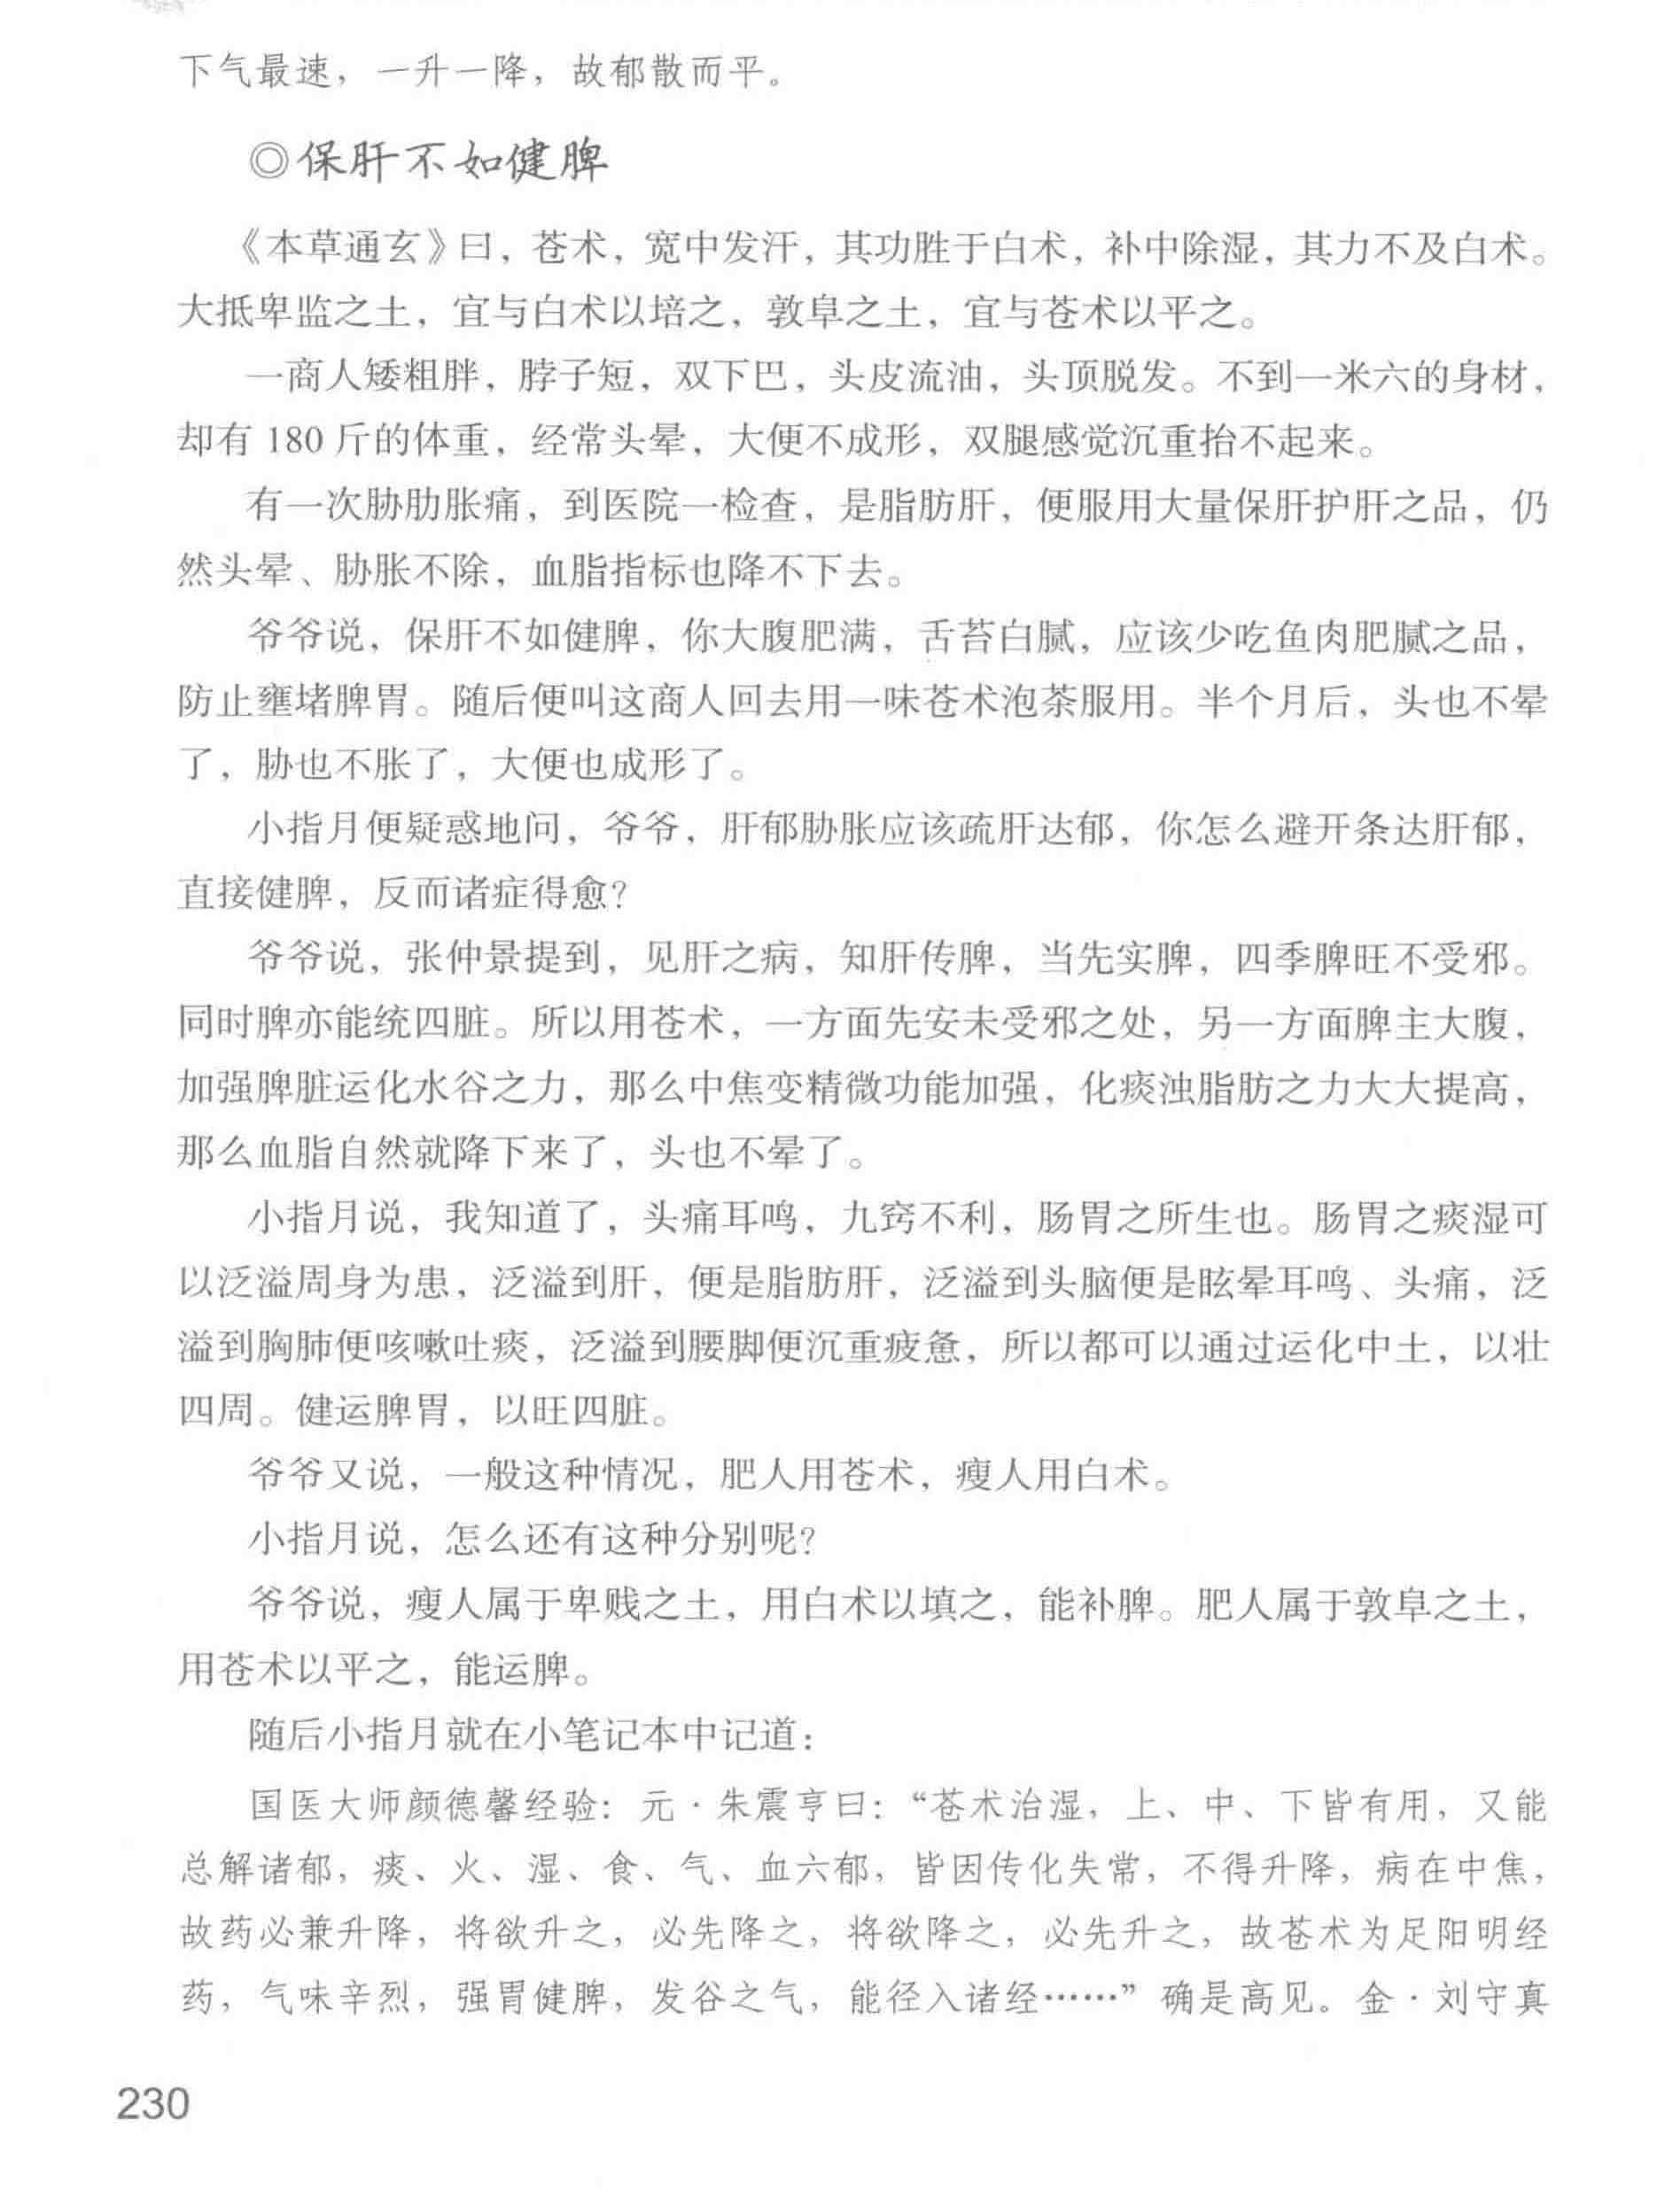 下气最速，一升一降，故郁散而平。
◎保肝不如健脾
《本草通玄》曰，苍术，宽中发汗，其功胜于白术，补中除湿，其力不及白术。
大抵卑监之土，宜与白术以培之，敦阜之土，宜与苍术以平之。
一商人矮粗胖，脖子短，双下巴，头皮流油，头顶脱发。不到一米六的身材，
却有 180 斤的体重，经常头晕，大便不成形，双腿感觉沉重抬不起来。
有一次胁肋胀痛，到医院一检查，是脂肪肝，便服用大量保肝护肝之品，仍
然头晕、胁胀不除，血脂指标也降不下去。
爷爷说，保肝不如健脾，你大腹肥满，舌苔白腻，应该少吃鱼肉肥腻之品，
防止壅堵脾胃。随后便叫这商人回去用一味苍术泡茶服用。半个月后，头也不晕
了，胁也不胀了，大便也成形了。
小指月便疑惑地问，爷爷，肝郁胁胀应该疏肝达郁，你怎么避开条达肝郁，
直接健脾，反而诸症得愈？
爷爷说，张仲景提到，见肝之病，知肝传脾，当先实脾，四季脾旺不受邪。
同时脾亦能统四脏。所以用苍术，一方面先安未受邪之处，另一方面脾主大腹，
加强脾脏运化水谷之力，那么中焦变精微功能加强，化痰浊脂肪之力大大提高，
那么血脂自然就降下来了，头也不晕了。
小指月说，我知道了，头痛耳鸣，九窍不利，肠胃之所生也。肠胃之痰湿可
以泛溢周身为患，泛溢到肝，便是脂肪肝，泛溢到头脑便是眩晕耳鸣、头痛，泛
溢到胸肺便咳嗽吐痰，泛溢到腰脚便沉重疲惫，所以都可以通过运化中土，以壮
四周。健运脾胃，以旺四脏。
爷爷又说，一般这种情况，肥人用苍术，瘦人用白术。
小指月说，怎么还有这种分别呢？
爷爷说，瘦人属于卑贱之土，用白术以填之，能补脾。肥人属于敦阜之土，
用苍术以平之，能运脾。
随后小指月就在小笔记本中记道：
国医大师颜德馨经验：元·朱震亨曰：“苍术治湿，上、中、下皆有用，又能
总解诸郁，痰、火、湿、食、气、血六郁，皆因传化失常，不得升降，病在中焦，
故药必兼升降，将欲升之，必先降之，将欲降之，必先升之，故苍术为足阳明经
药，气味辛烈，强胃健脾，发谷之气，能径入诸经……”确是高见。金·刘守真
230